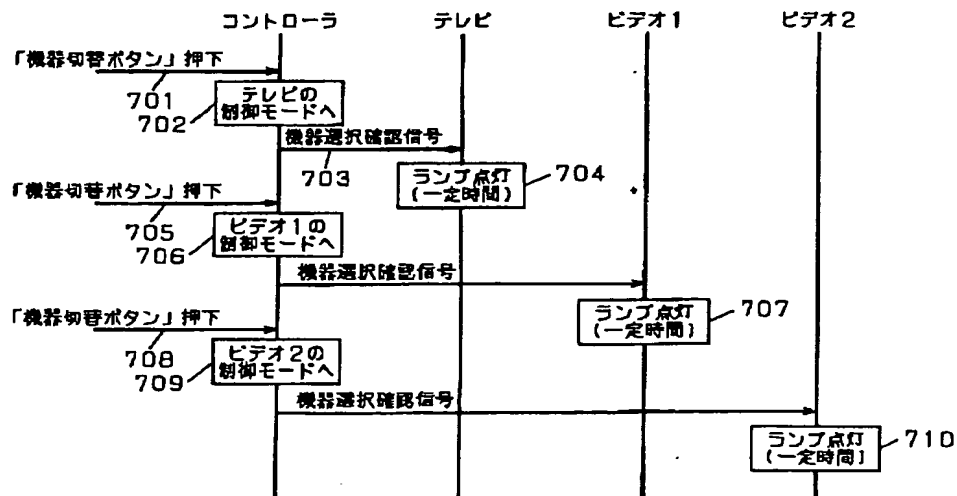 コントローラ
テレビ
ビデオ1
ビデオ2
「機器切替ボタン」押下
701
702
テレビの
制御モードへ
機器選択確認信号
703
ランプ点灯
(一定時間)
704
「機器切替ボタン」押下
705
706
ビデオ1の
制御モードへ
機器選択確認信号
ランプ点灯
(一定時間)
707
「機器切替ボタン」押下
708
709
ビデオ2の
制御モードへ
機器選択確認信号
ランプ点灯
(一定時間)
710